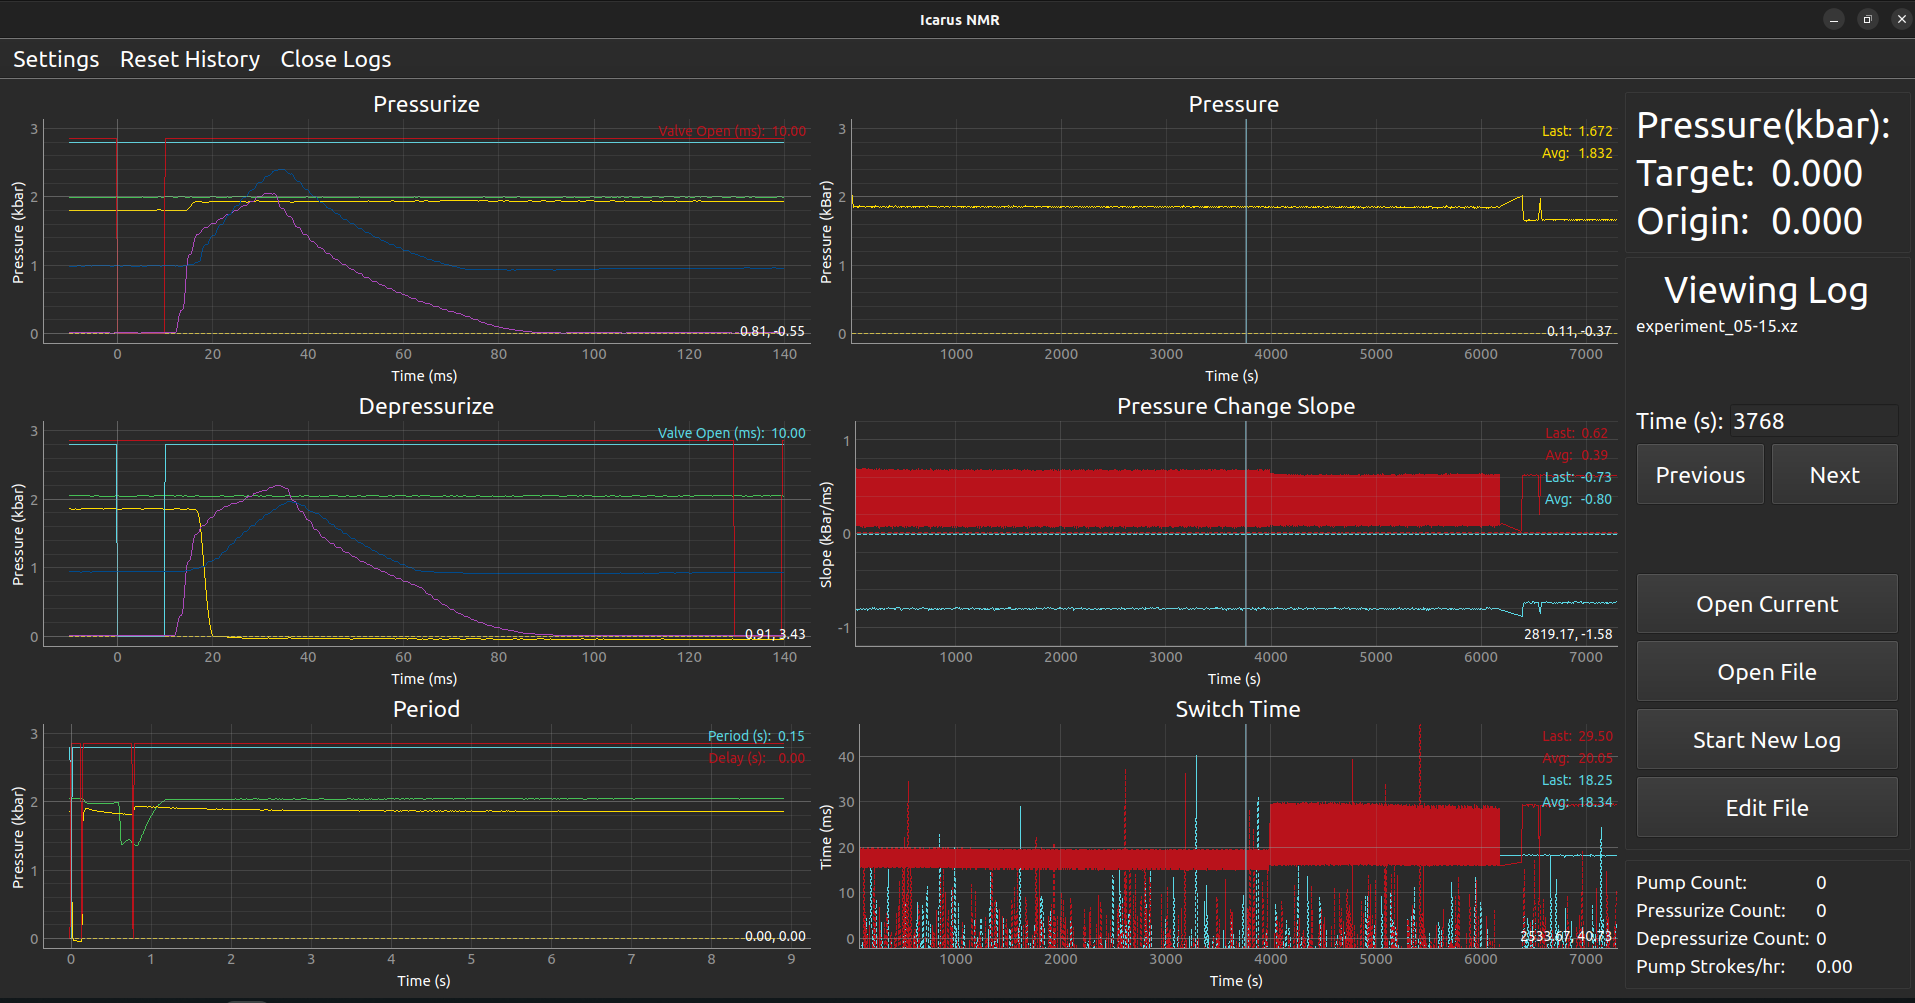 Icarus NMR
Settings Reset History Close Logs
Pressurize
Pressure (kbar)
3
2
1
0
Valve Open (ms): 10.00
0.81, -0.55
0 20 40 60 80 100 120 140
Time (ms)
Pressure
Pressure (kBar)
3
2
1
0
Last: 1.672
Avg: 1.832
0.11, -0.37
1000 2000 3000 4000 5000 6000 7000
Time (s)
Depressurize
Pressure (kbar)
3
2
1
0
Valve Open (ms): 10.00
0.91, 3.43
0 20 40 60 80 100 120 140
Time (ms)
Pressure Change Slope
Slope (kBar/ms)
1
0
-1
Last: 0.62
Avg: 0.39
Last: -0.73
Avg: -0.80
2819.17, -1.58
1000 2000 3000 4000 5000 6000 7000
Time (s)
Period
Pressure (kbar)
3
2
1
0
Period (s): 0.15
Delay (s): 0.00
0.00, 0.00
0 1 2 3 4 5 6 7 8 9
Time (s)
Switch Time
Time (ms)
40
30
20
10
0
Last: 29.50
Avg: 20.05
Last: 18.25
Avg: 18.34
2533.67, 40.73
1000 2000 3000 4000 5000 6000 7000
Time (s)
Pressure(kbar):
Target: 0.000
Origin: 0.000
Viewing Log
experiment_05-15.xz
Time (s): 3768
Previous Next
Open Current
Open File
Start New Log
Edit File
Pump Count: 0
Pressurize Count: 0
Depressurize Count: 0
Pump Strokes/hr: 0.00